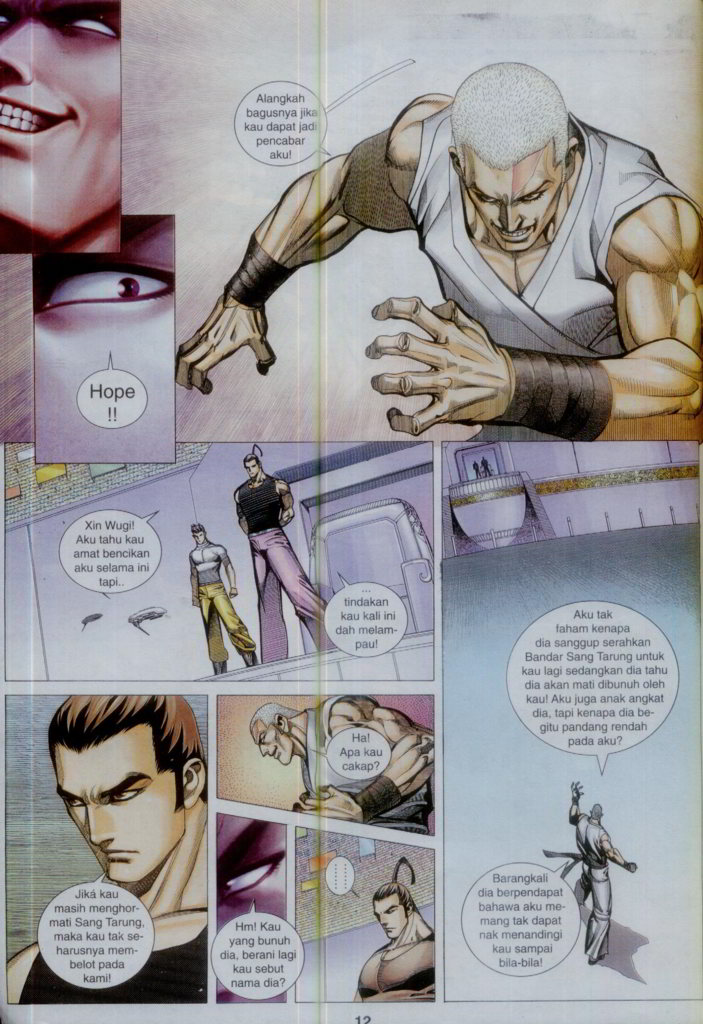 Alangkah
bagusnya jika
kau dapat jadi
pencabar
aku!
Hope
!!
Xin Wugi!
Aku tahu kau
amat bencikan
aku selama ini
tapi..
...
tindakan
kau kali ini
dah melam-
pau!
Aku tak
faham kenapa
dia sanggup serahkan
Bandar Sang Tarung untuk
kau lagi sedangkan dia tahu
dia akan mati dibunuh oleh
kau! Aku juga anak angkat
dia, tapi kenapa dia be-
gitu pandang rendah
pada aku?
Barangkali
dia berpendapat
bahawa aku me-
mang tak dapat
nak menandingi
kau sampai
bila-bila!
Jiká kau
masih menghor-
mati Sang Tarung,
maka kau tak se-
harusnya mem-
belot pada
kami!
Ha!
Apa kau
cakap?
Hm! Kau
yang bunuh
dia, berani lagi
kau sebut
nama dia?
......
12